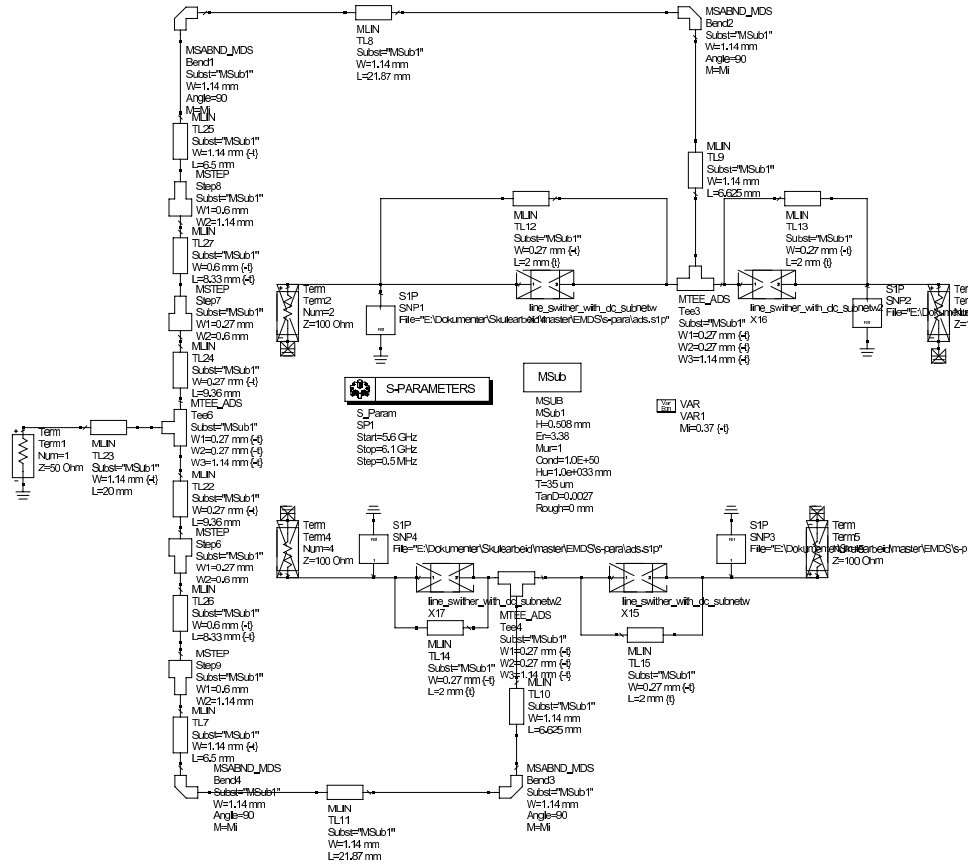 MLIN
TL8
Subst="MSub1"
W=1.14 mm
L=21.87 mm
MSABND_MDS
Bend2
Subst="MSub1"
W=1.14 mm
Angle=90
M=Mi
MSABND_MDS
Bend1
Subst="MSub1"
W=1.14 mm
Angle=90
M=Mi
MLIN
TL25
Subst="MSub1"
W=1.14 mm {-t}
L=6.5 mm
MSTEP
Step8
Subst="MSub1"
W1=0.6 mm
W2=1.14 mm
MLIN
TL27
Subst="MSub1"
W=0.6 mm {-t}
L=8.33 mm {-t}
MSTEP
Step7
Subst="MSub1"
W1=0.27 mm
W2=0.6 mm
MLIN
TL24
Subst="MSub1"
W=0.27 mm {-t}
L=9.36 mm
MTEE_ADS
Tee6
Subst="MSub1"
W1=0.27 mm {-t}
W2=0.27 mm {-t}
W3=1.14 mm {-t}
MLIN
TL9
Subst="MSub1"
W=1.14 mm
L=6.625 mm
MLIN
TL12
Subst="MSub1"
W=0.27 mm {-t}
L=2 mm {t}
MLIN
TL13
Subst="MSub1"
W=0.27 mm {-t}
L=2 mm {t}
Term
Term2
Num=2
Z=100 Ohm
S1P
SNP1
File="E:\Dokumenter\Skulearbeid\master\EMDS\s-para\ads.s1p"
line_swither_with_dc_subnetw
MTEE_ADS
Tee3
Subst="MSub1"
W1=0.27 mm {-t}
W2=0.27 mm {-t}
W3=1.14 mm {-t}
line_swither_with_dc_subnetw2
X16
S1P
SNP2
S-PARAMETERS
S_Param
SP1
Start=5.6 GHz
Stop=6.1 GHz
Step=0.5 MHz
MSub
MSUB
MSub1
H=0.508 mm
Er=3.38
Mur=1
Cond=1.0E+50
Hu=1.0e+033 mm
T=35 um
TanD=0.0027
Rough=0 mm
Var
Eqn
VAR
VAR1
Mi=0.37 {-t}
Term
Term1
Num=1
Z=50 Ohm
MLIN
TL23
Subst="MSub1"
W=1.14 mm {-t}
L=20 mm
MLIN
TL22
Subst="MSub1"
W=0.27 mm {-t}
L=9.36 mm
MSTEP
Step6
Subst="MSub1"
W1=0.27 mm
W2=0.6 mm
MLIN
TL26
Subst="MSub1"
W=0.6 mm {-t}
L=8.33 mm {-t}
MSTEP
Step9
Subst="MSub1"
W1=0.6 mm
W2=1.14 mm
MLIN
TL7
Subst="MSub1"
W=1.14 mm {-t}
L=6.5 mm
MSABND_MDS
Bend4
Subst="MSub1"
W=1.14 mm
Angle=90
M=Mi
Term
Term4
Num=4
Z=100 Ohm
S1P
SNP4
File="E:\Dokumenter\Skulearbeid\master\EMDS\s-para\ads.s1p"
line_swither_with_dc_subnetw2
X17
MLIN
TL14
Subst="MSub1"
W=0.27 mm {-t}
L=2 mm {t}
MTEE_ADS
Tee4
Subst="MSub1"
W1=0.27 mm {-t}
W2=0.27 mm {-t}
W3=1.14 mm {-t}
MLIN
TL10
Subst="MSub1"
W=1.14 mm
L=6.625 mm
line_swither_with_dc_subnetw
X15
MLIN
TL15
Subst="MSub1"
W=0.27 mm {-t}
L=2 mm {t}
S1P
SNP3
Term
Term5
Z=100 Ohm
MLIN
TL11
Subst="MSub1"
W=1.14 mm
L=21.87 mm
MSABND_MDS
Bend3
Subst="MSub1"
W=1.14 mm
Angle=90
M=Mi